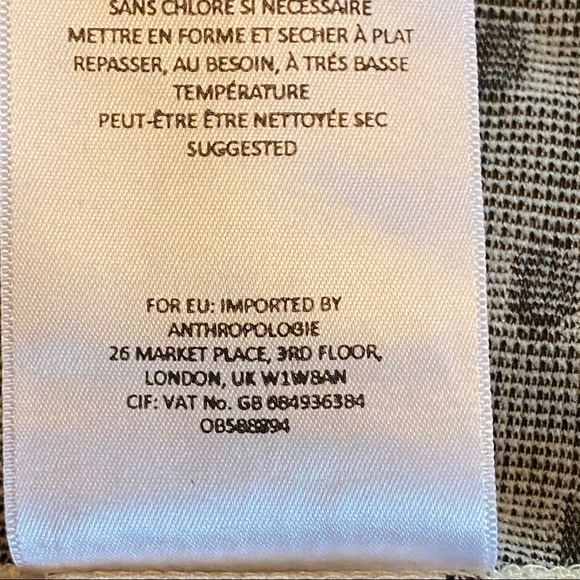 SANS CHLORE SI NÉCESSAIRE
METTRE EN FORME ET SECHER À PLAT
REPASSER, AU BESOIN, À TRÉS BASSE
TEMPÉRATURE
PEUT-ÊTRE ÊTRE NETTOYÉE SEC
SUGGESTED
FOR EU: IMPORTED BY
ANTHROPOLOGIE
26 MARKET PLACE, 3RD FLOOR,
LONDON, UK W1W8AN
CIF: VAT No. GB 684936384
OB588894